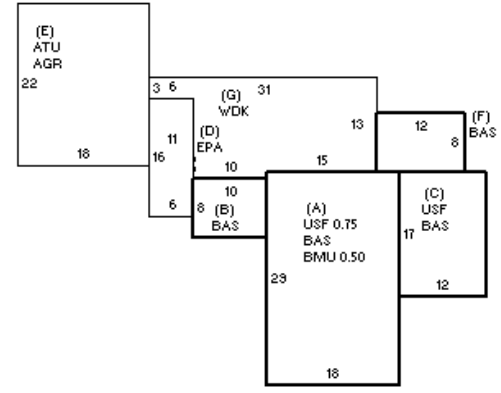 (E)
ATU
AGR
22
18
3
6
31
(G)
WDK
13
12
(F)
BAS
8
11
16
(D)
EPA
10
15
6
8
10
(B)
BAS
(A)
USF 0.75
BAS
BMU 0.50
29
18
17
(C)
USF
BAS
12